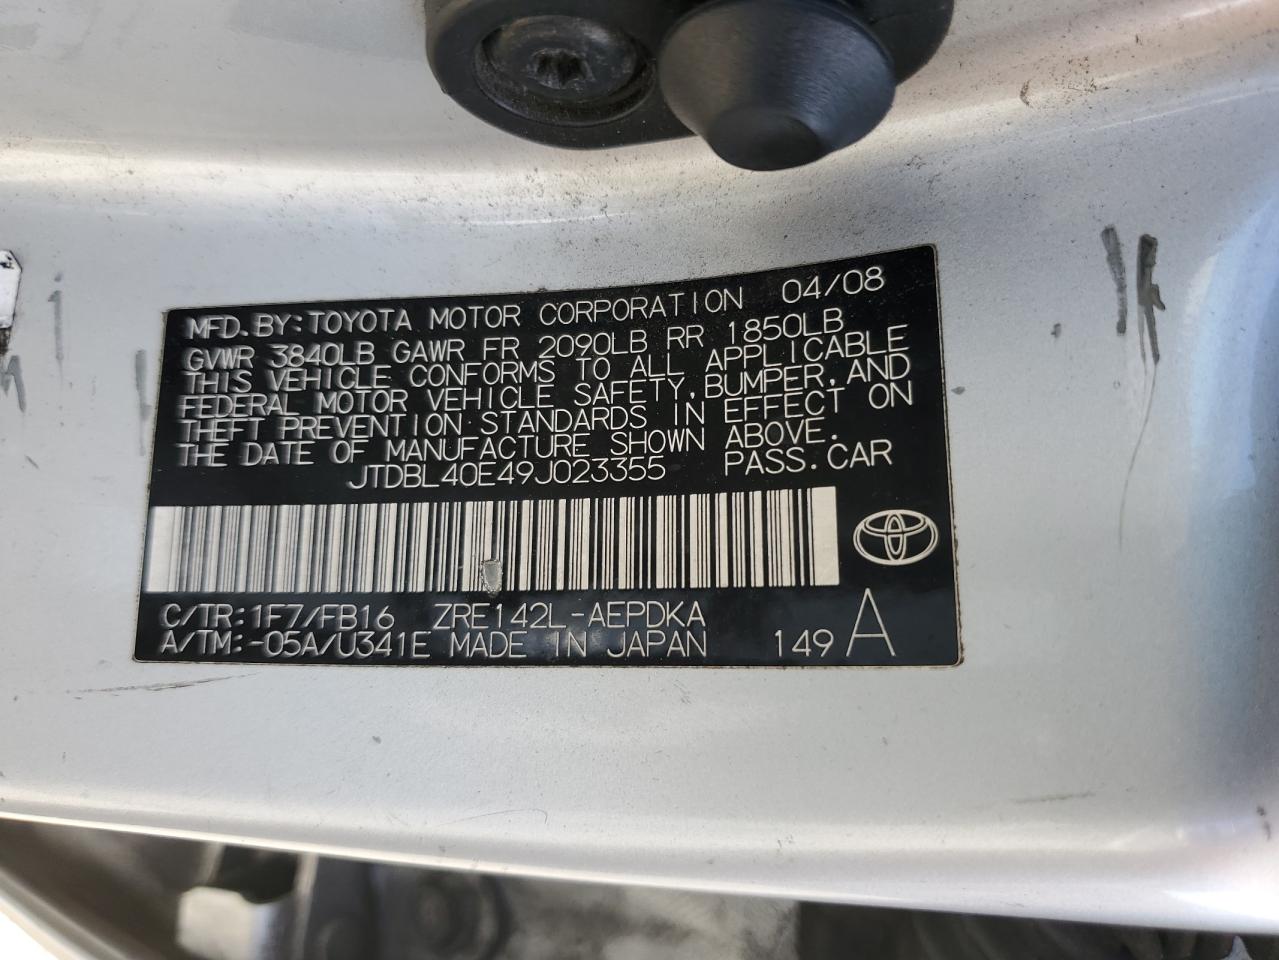 MFD.BY:TOYOTA MOTOR CORPORATION 04/08
GVWR 3840LB GAWR FR 2090LB RR 1850LB
THIS VEHICLE CONFORMS TO ALL APPLICABLE
FEDERAL MOTOR VEHICLE SAFETY,BUMPER,AND
THEFT PREVENTION STANDARDS IN EFFECT ON
THE DATE OF MANUFACTURE SHOWN ABOVE.
JTDBL40E49J023355 PASS.CAR
C/TR:1F7/FB16 ZRE142L-AEPDKA
A/TM:-05A/U341E MADE IN JAPAN 149 A